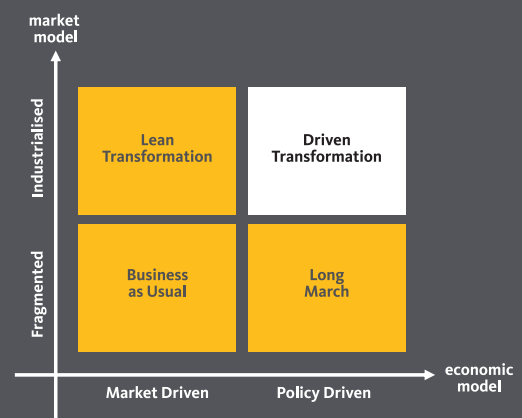 market
model
Industrialised
Lean
Transformation
Driven
Transformation
Fragmented
Business
as Usual
Long
March
Market Driven
Policy Driven
economic
model